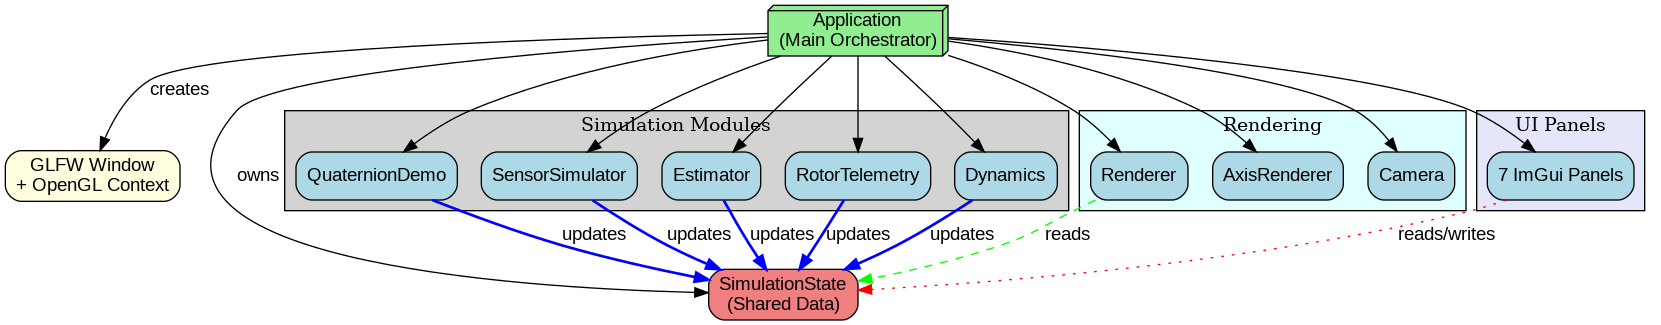 Application
(Main Orchestrator)
creates
Simulation Modules
Rendering
UI Panels
GLFW Window
+ OpenGL Context
owns
QuaternionDemo
SensorSimulator
Estimator
RotorTelemetry
Dynamics
Renderer
AxisRenderer
Camera
7 ImGui Panels
updates
updates
updates
updates
updates
reads
reads/writes
SimulationState
(Shared Data)